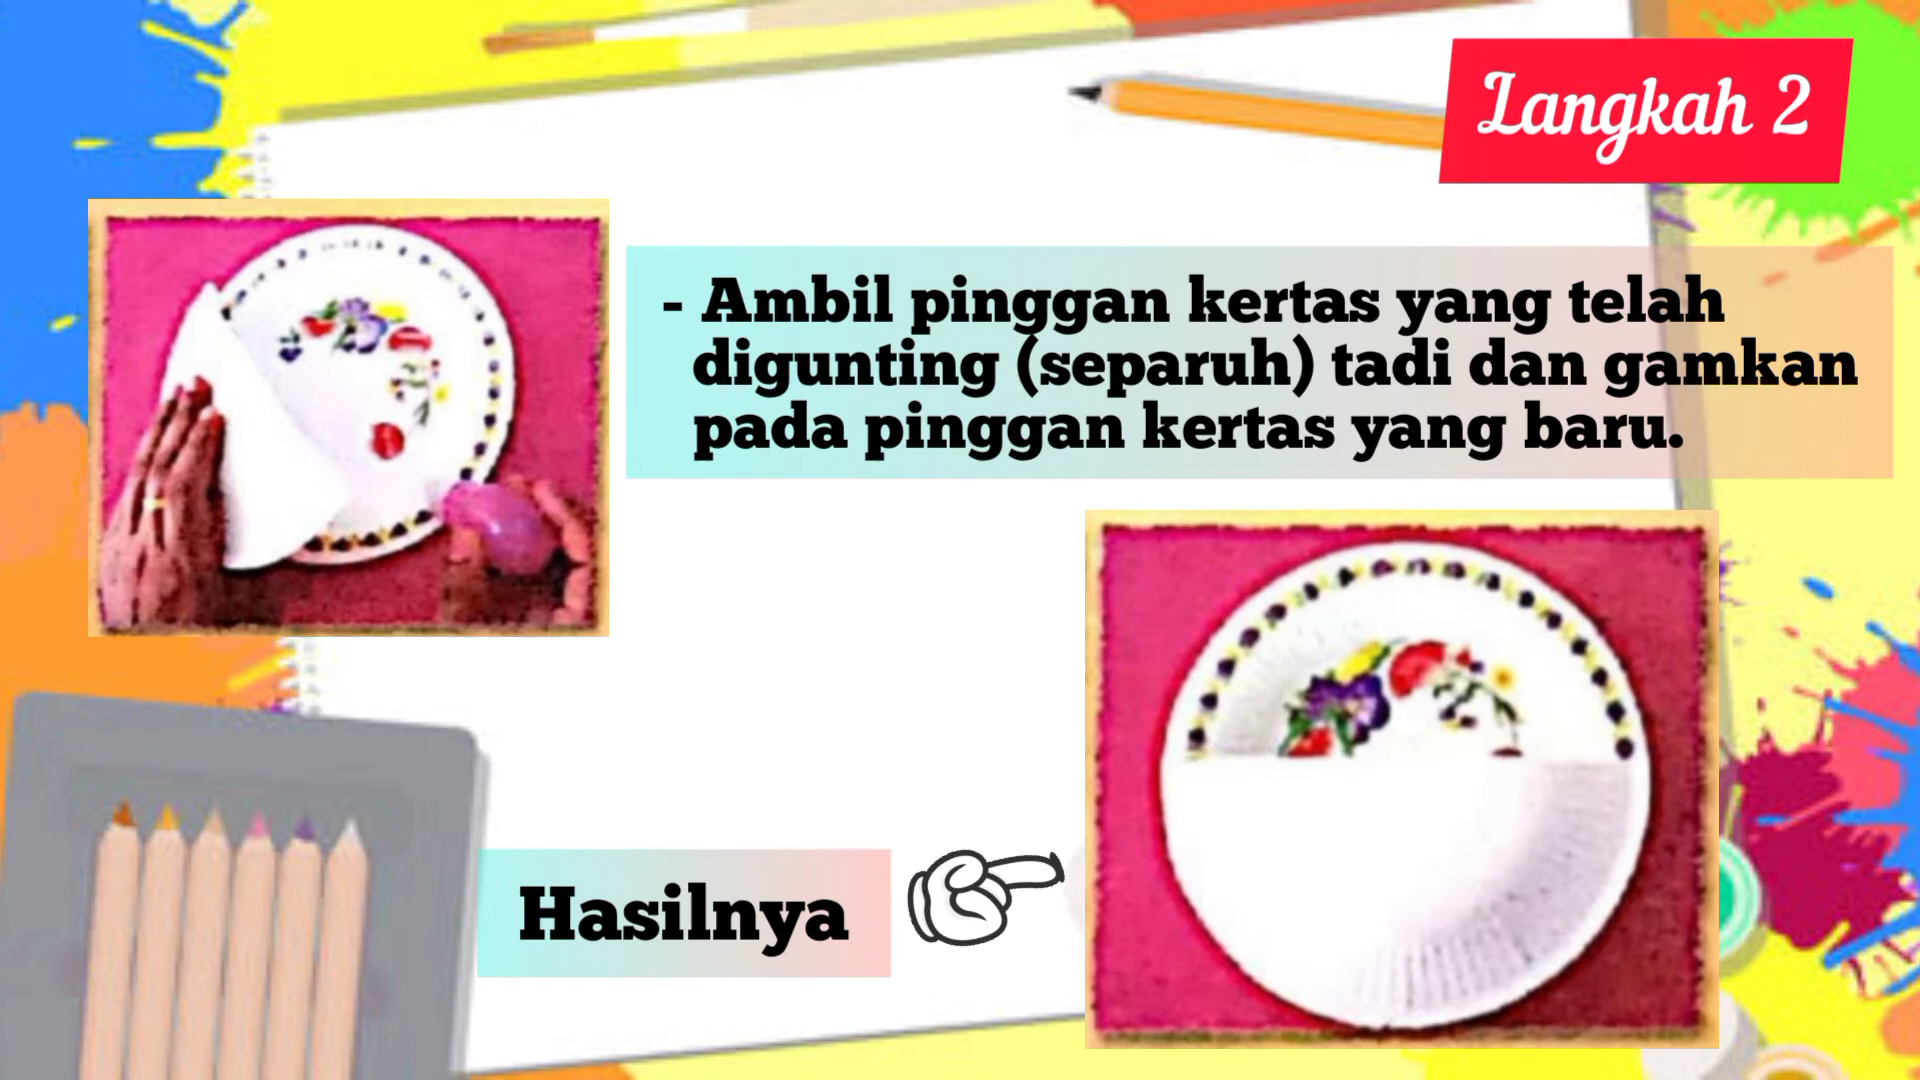 Langkah 2
- Ambil pinggan kertas yang telah
digunting (separuh) tadi dan gamkan
pada pinggan kertas yang baru.
Hasilnya